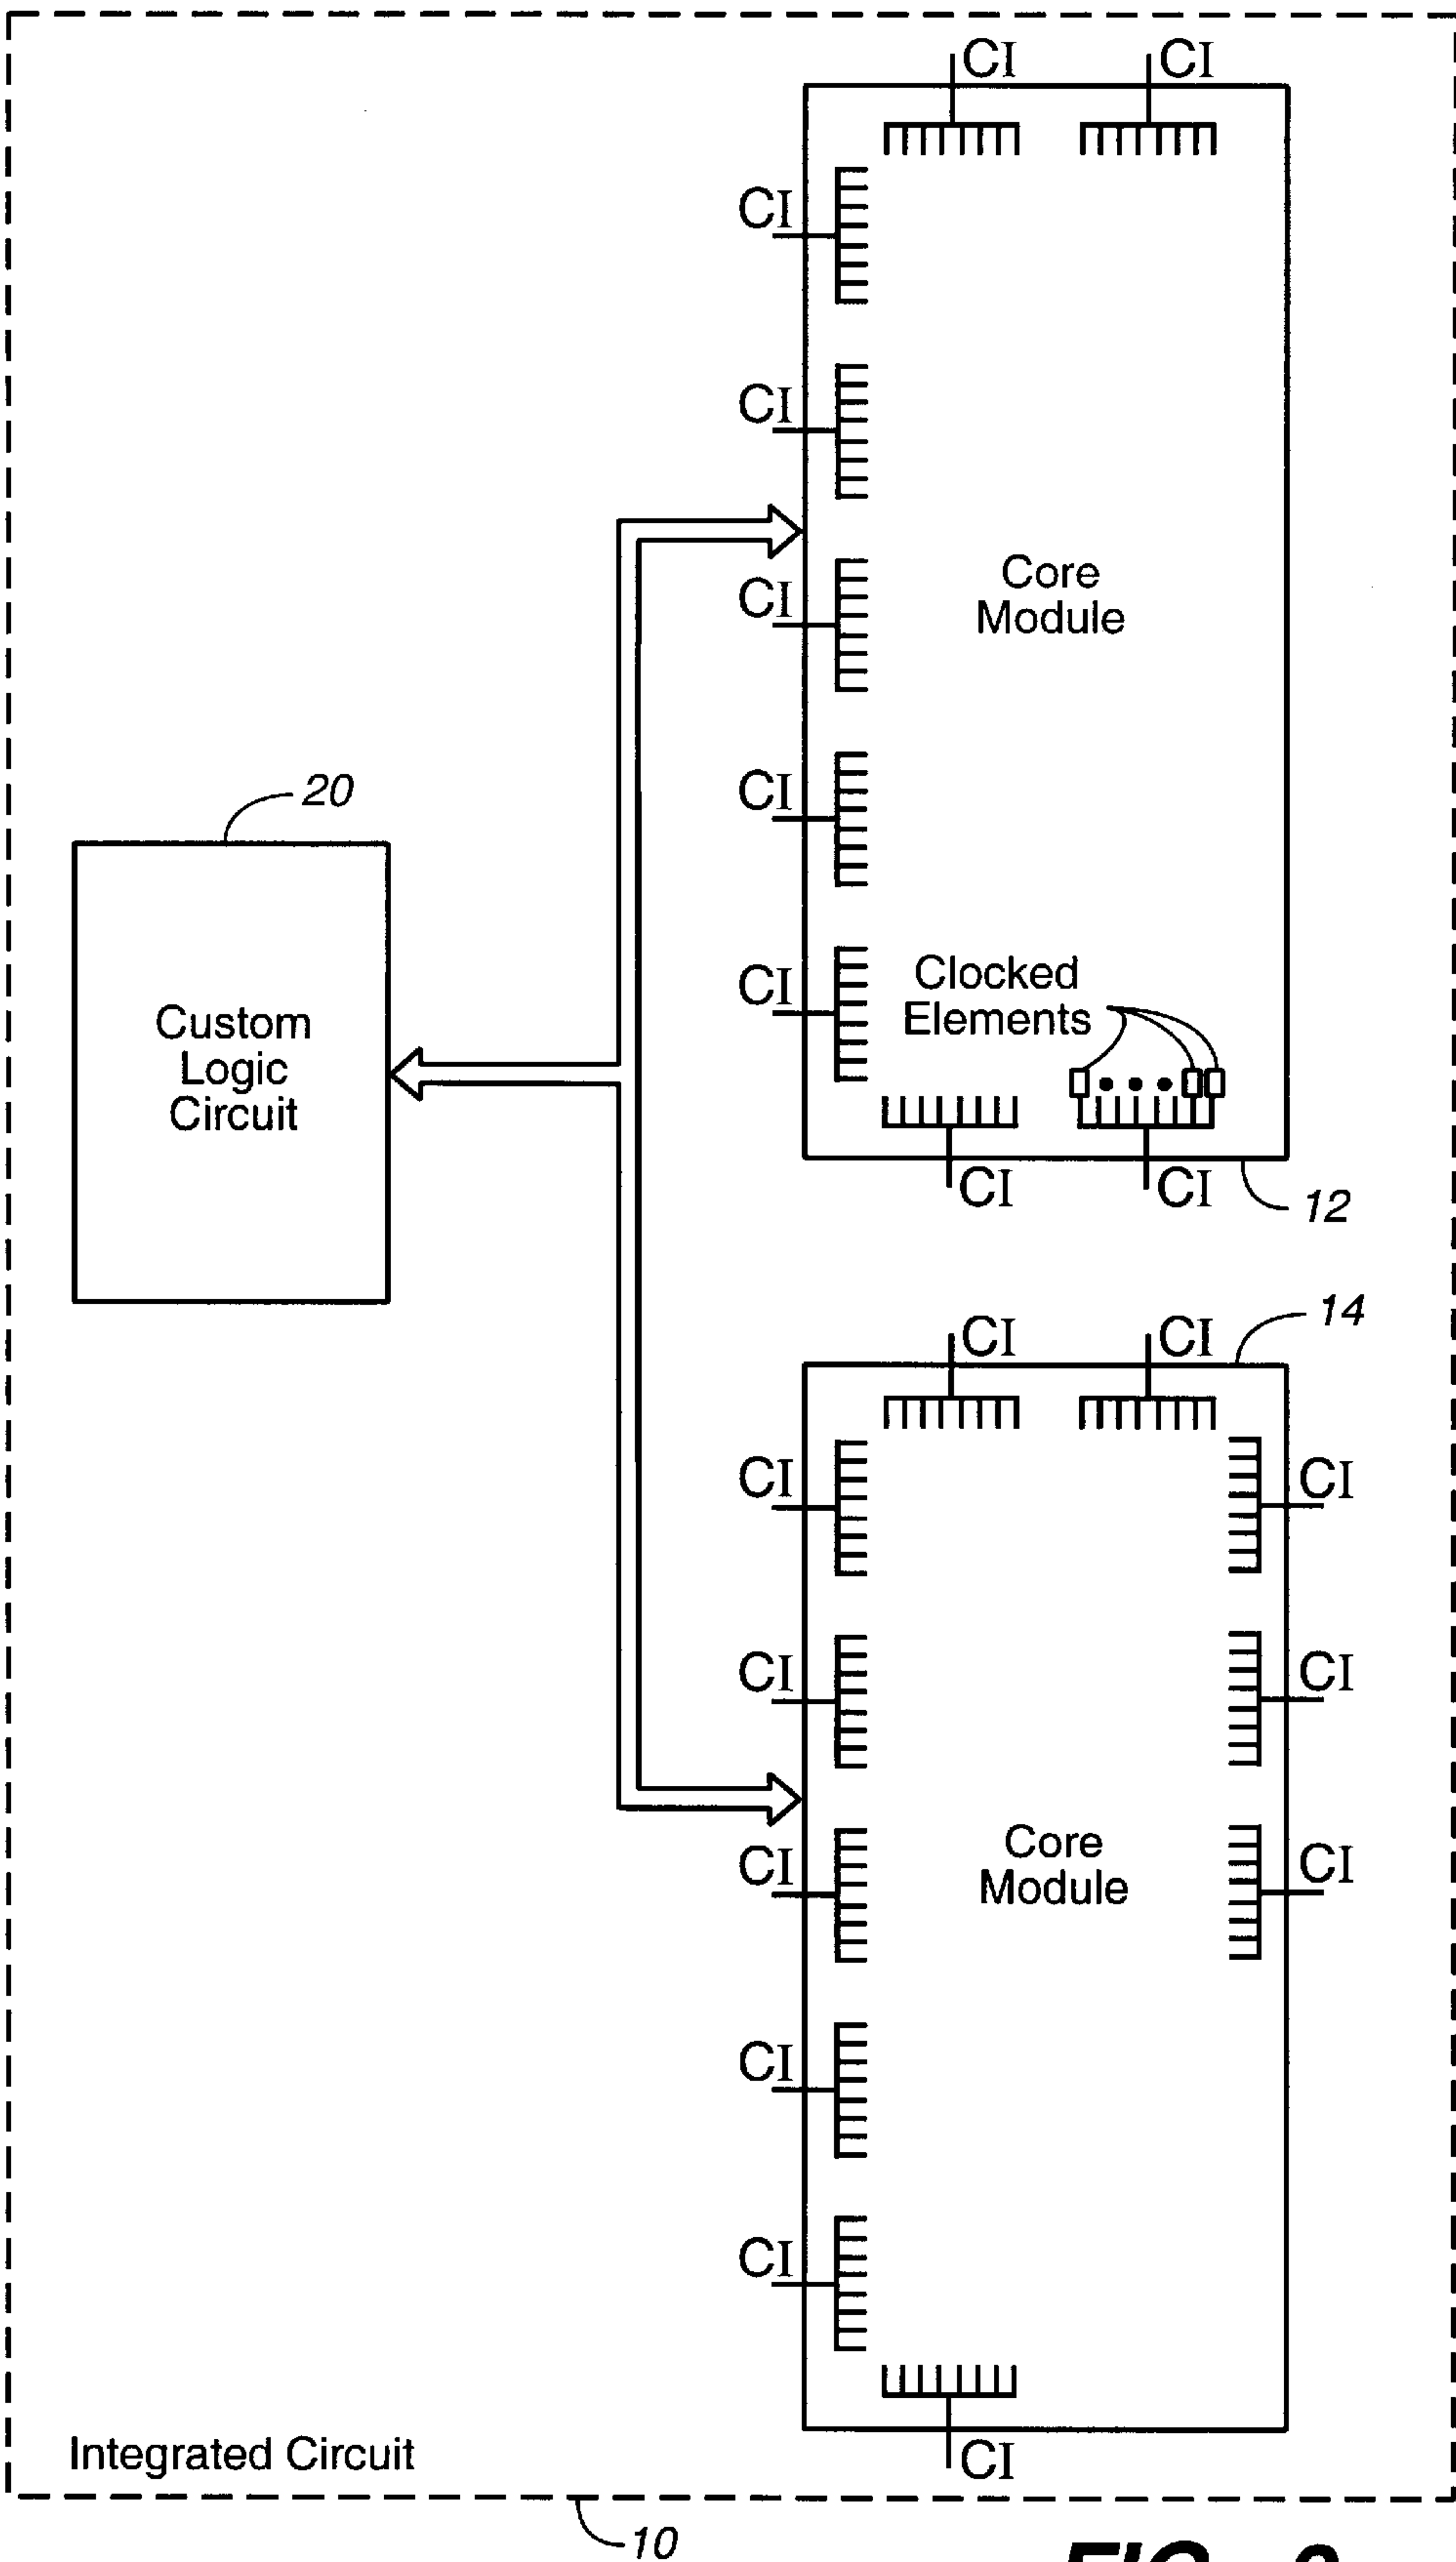 CI CI
CI
CI
Core
Module
CI
20
CI
Custom
Logic
Circuit
Clocked
Elements
CI
CI CI
12
14
CI CI
CI CI
CI CI
Core
Module
CI CI
CI
CI
CI
Integrated Circuit
10